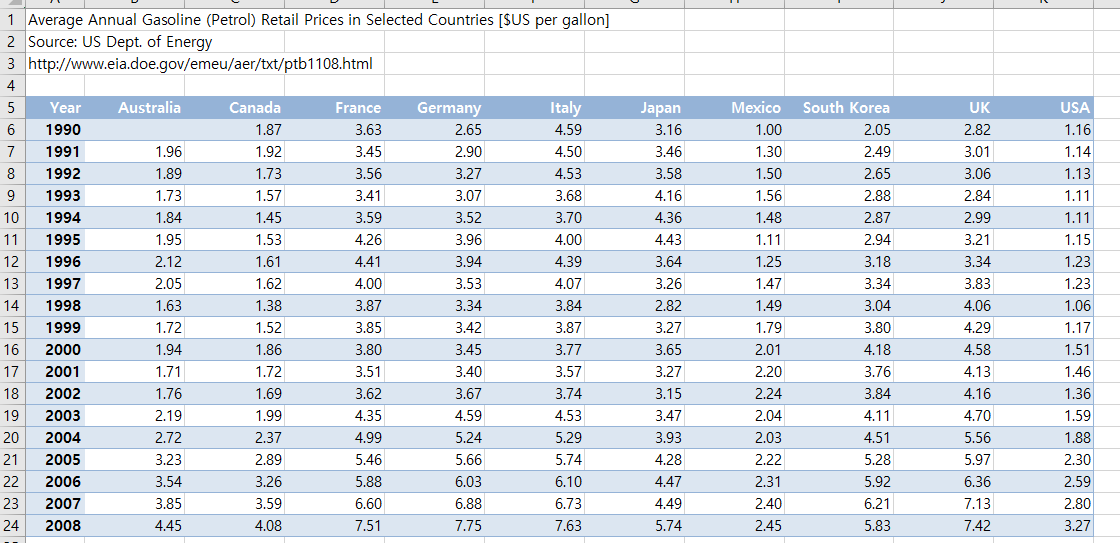 1 Average Annual Gasoline (Petrol) Retail Prices in Selected Countries [$US per gallon]
2 Source: US Dept. of Energy
3 http://www.eia.doe.gov/emeu/aer/txt/ptb1108.html
4
5 Year Australia Canada France Germany Italy Japan Mexico South Korea UK USA
6 1990 1.87 3.63 2.65 4.59 3.16 1.00 2.05 2.82 1.16
7 1991 1.96 1.92 3.45 2.90 4.50 3.46 1.30 2.49 3.01 1.14
8 1992 1.89 1.73 3.56 3.27 4.53 3.58 1.50 2.65 3.06 1.13
9 1993 1.73 1.57 3.41 3.07 3.68 4.16 1.56 2.88 2.84 1.11
10 1994 1.84 1.45 3.59 3.52 3.70 4.36 1.48 2.87 2.99 1.11
11 1995 1.95 1.53 4.26 3.96 4.00 4.43 1.11 2.94 3.21 1.15
12 1996 2.12 1.61 4.41 3.94 4.39 3.64 1.25 3.18 3.34 1.23
13 1997 2.05 1.62 4.00 3.53 4.07 3.26 1.47 3.34 3.83 1.23
14 1998 1.63 1.38 3.87 3.34 3.84 2.82 1.49 3.04 4.06 1.06
15 1999 1.72 1.52 3.85 3.42 3.87 3.27 1.79 3.80 4.29 1.17
16 2000 1.94 1.86 3.80 3.45 3.77 3.65 2.01 4.18 4.58 1.51
17 2001 1.71 1.72 3.51 3.40 3.57 3.27 2.20 3.76 4.13 1.46
18 2002 1.76 1.69 3.62 3.67 3.74 3.15 2.24 3.84 4.16 1.36
19 2003 2.19 1.99 4.35 4.59 4.53 3.47 2.04 4.11 4.70 1.59
20 2004 2.72 2.37 4.99 5.24 5.29 3.93 2.03 4.51 5.56 1.88
21 2005 3.23 2.89 5.46 5.66 5.74 4.28 2.22 5.28 5.97 2.30
22 2006 3.54 3.26 5.88 6.03 6.10 4.47 2.31 5.92 6.36 2.59
23 2007 3.85 3.59 6.60 6.88 6.73 4.49 2.40 6.21 7.13 2.80
24 2008 4.45 4.08 7.51 7.75 7.63 5.74 2.45 5.83 7.42 3.27